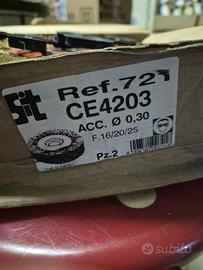 Sit
Ref.72
CE4203
ACC. Ø 0,30
F.16/20/25
Pz.2
subito